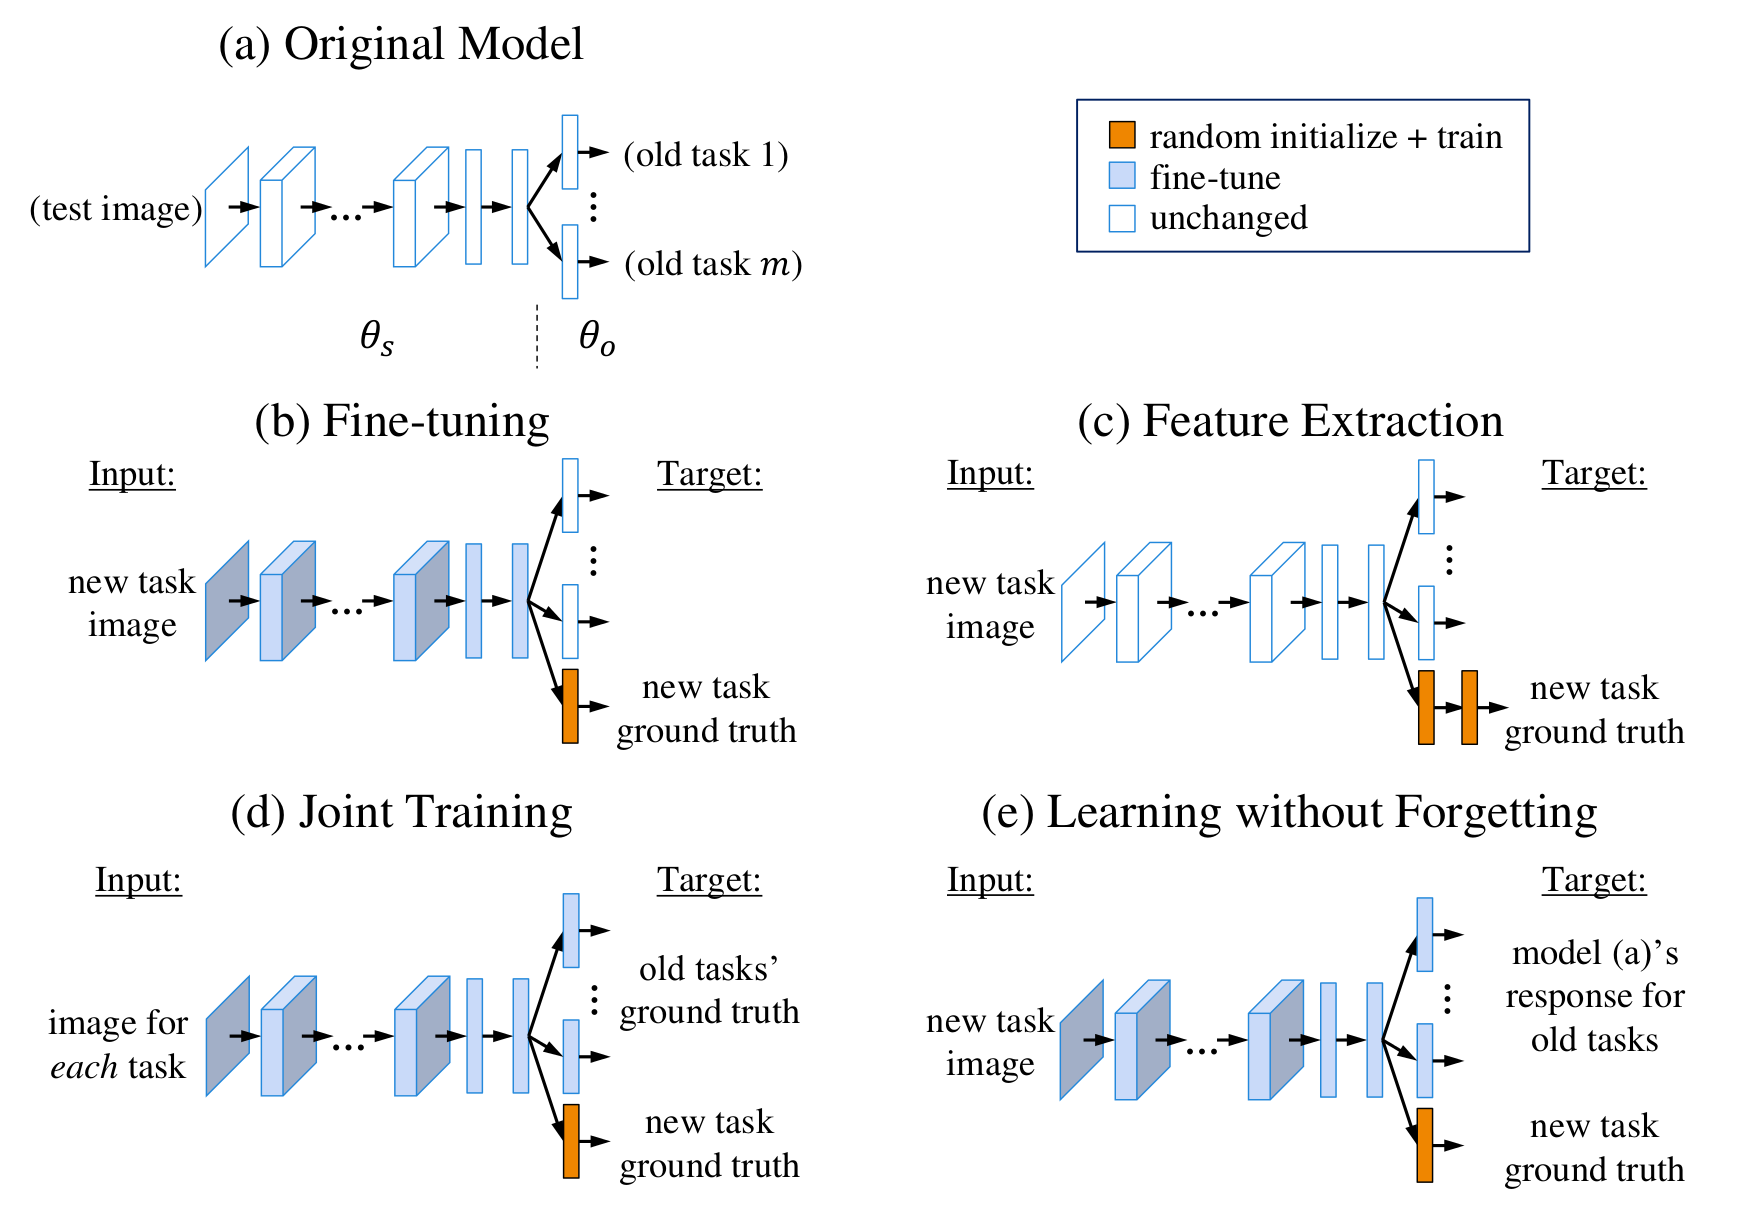 (a) Original Model
(test image)
...
(old task 1)
(old task m)
θs
θo
random initialize + train
fine-tune
unchanged
(b) Fine-tuning
Input:
Target:
new task
image
...
new task
ground truth
(c) Feature Extraction
Input:
Target:
new task
image
...
new task
ground truth
(d) Joint Training
Input:
Target:
image for
each task
...
old tasks’
ground truth
new task
ground truth
(e) Learning without Forgetting
Input:
Target:
new task
image
...
model (a)’s
response for
old tasks
new task
ground truth